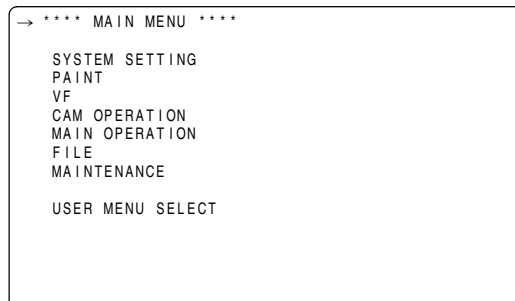 → **** MAIN MENU ****
SYSTEM SETTING
PAINT
VF
CAM OPERATION
MAIN OPERATION
FILE
MAINTENANCE
USER MENU SELECT